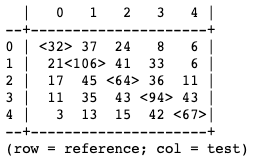 |   0   1   2   3   4 |
--+---------------------+
0 | <32> 37  24   8   6 |
1 |  21<106> 41  33   6 |
2 |  17  45 <64> 36  11 |
3 |  11  35  43 <94> 43 |
4 |   3  13  15  42 <67>|
--+---------------------+
(row = reference; col = test)